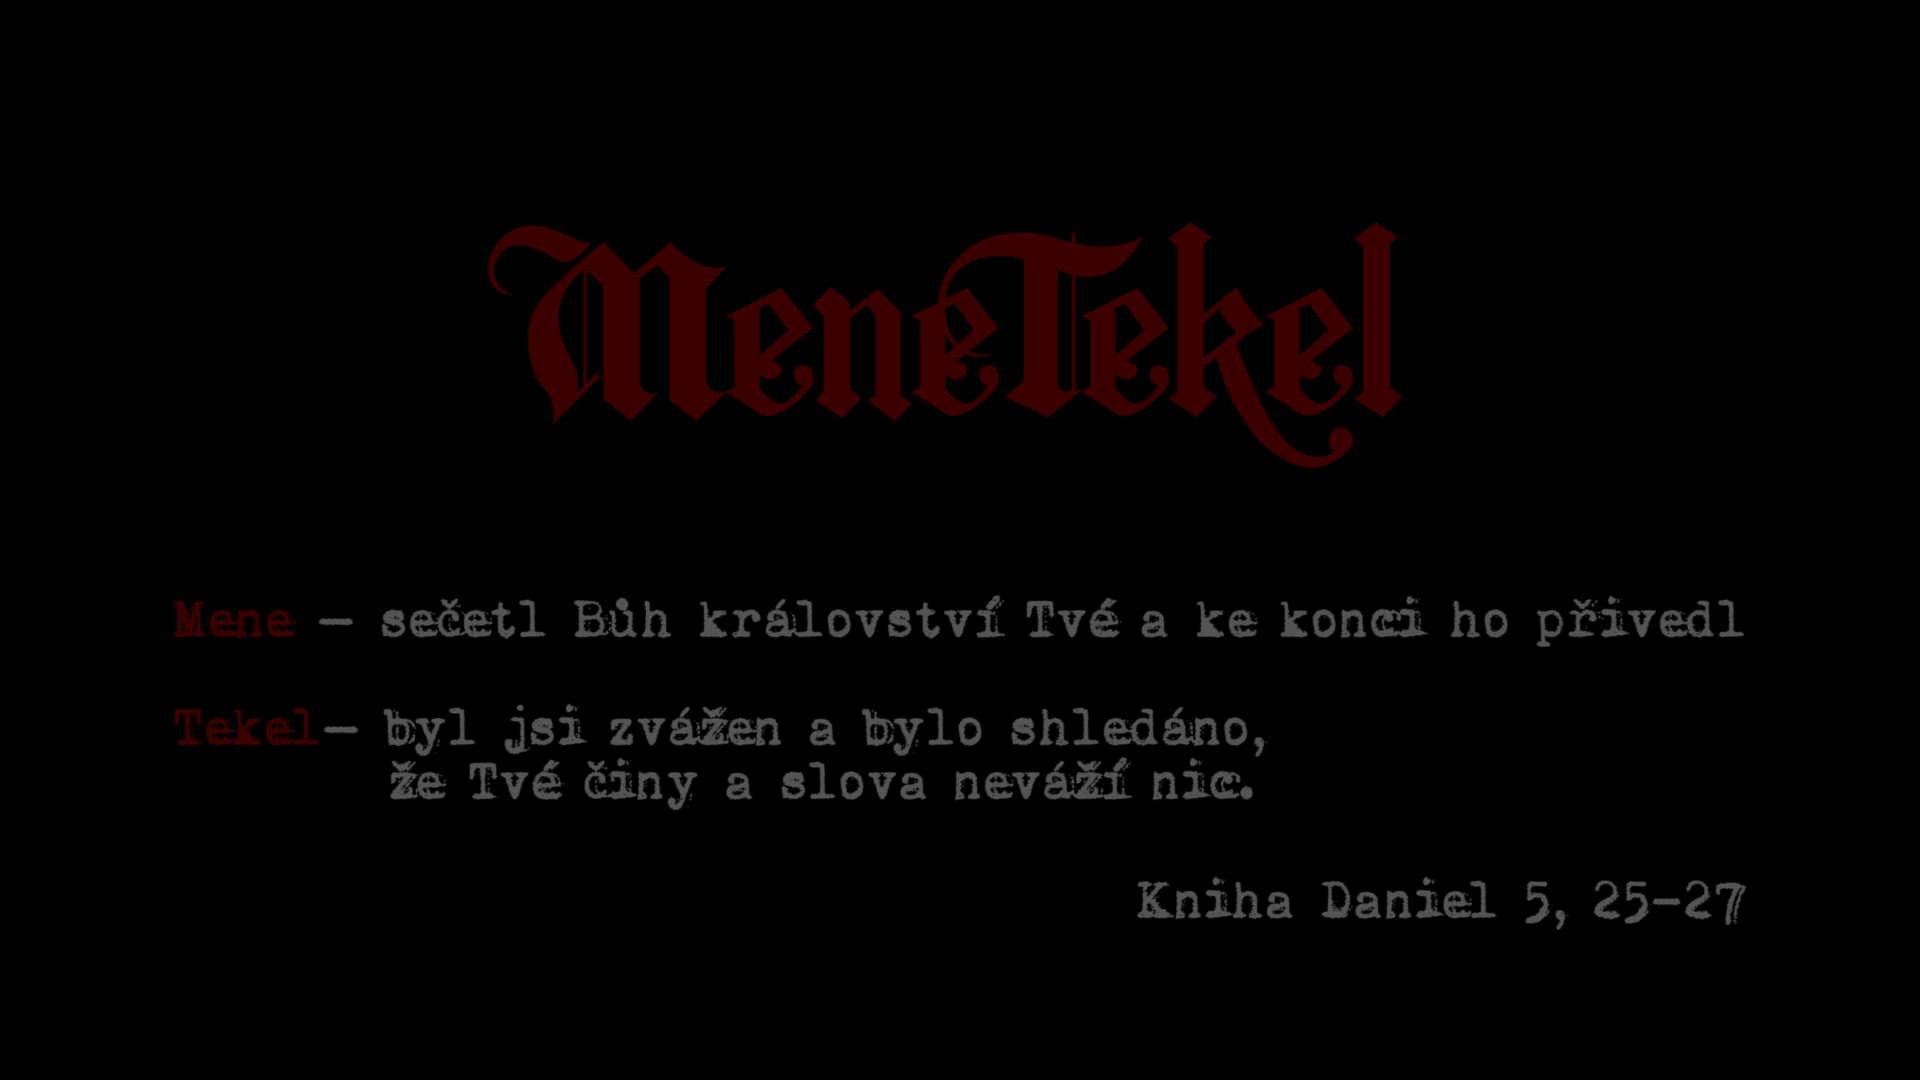 MeneTekel
Mene — sečetl Bůh království Tvé a ke konci ho přivedl
Tekel— byl jsi zvážen a bylo shledáno,
že Tvé činy a slova neváží nic.
Kniha Daniel 5, 25-27